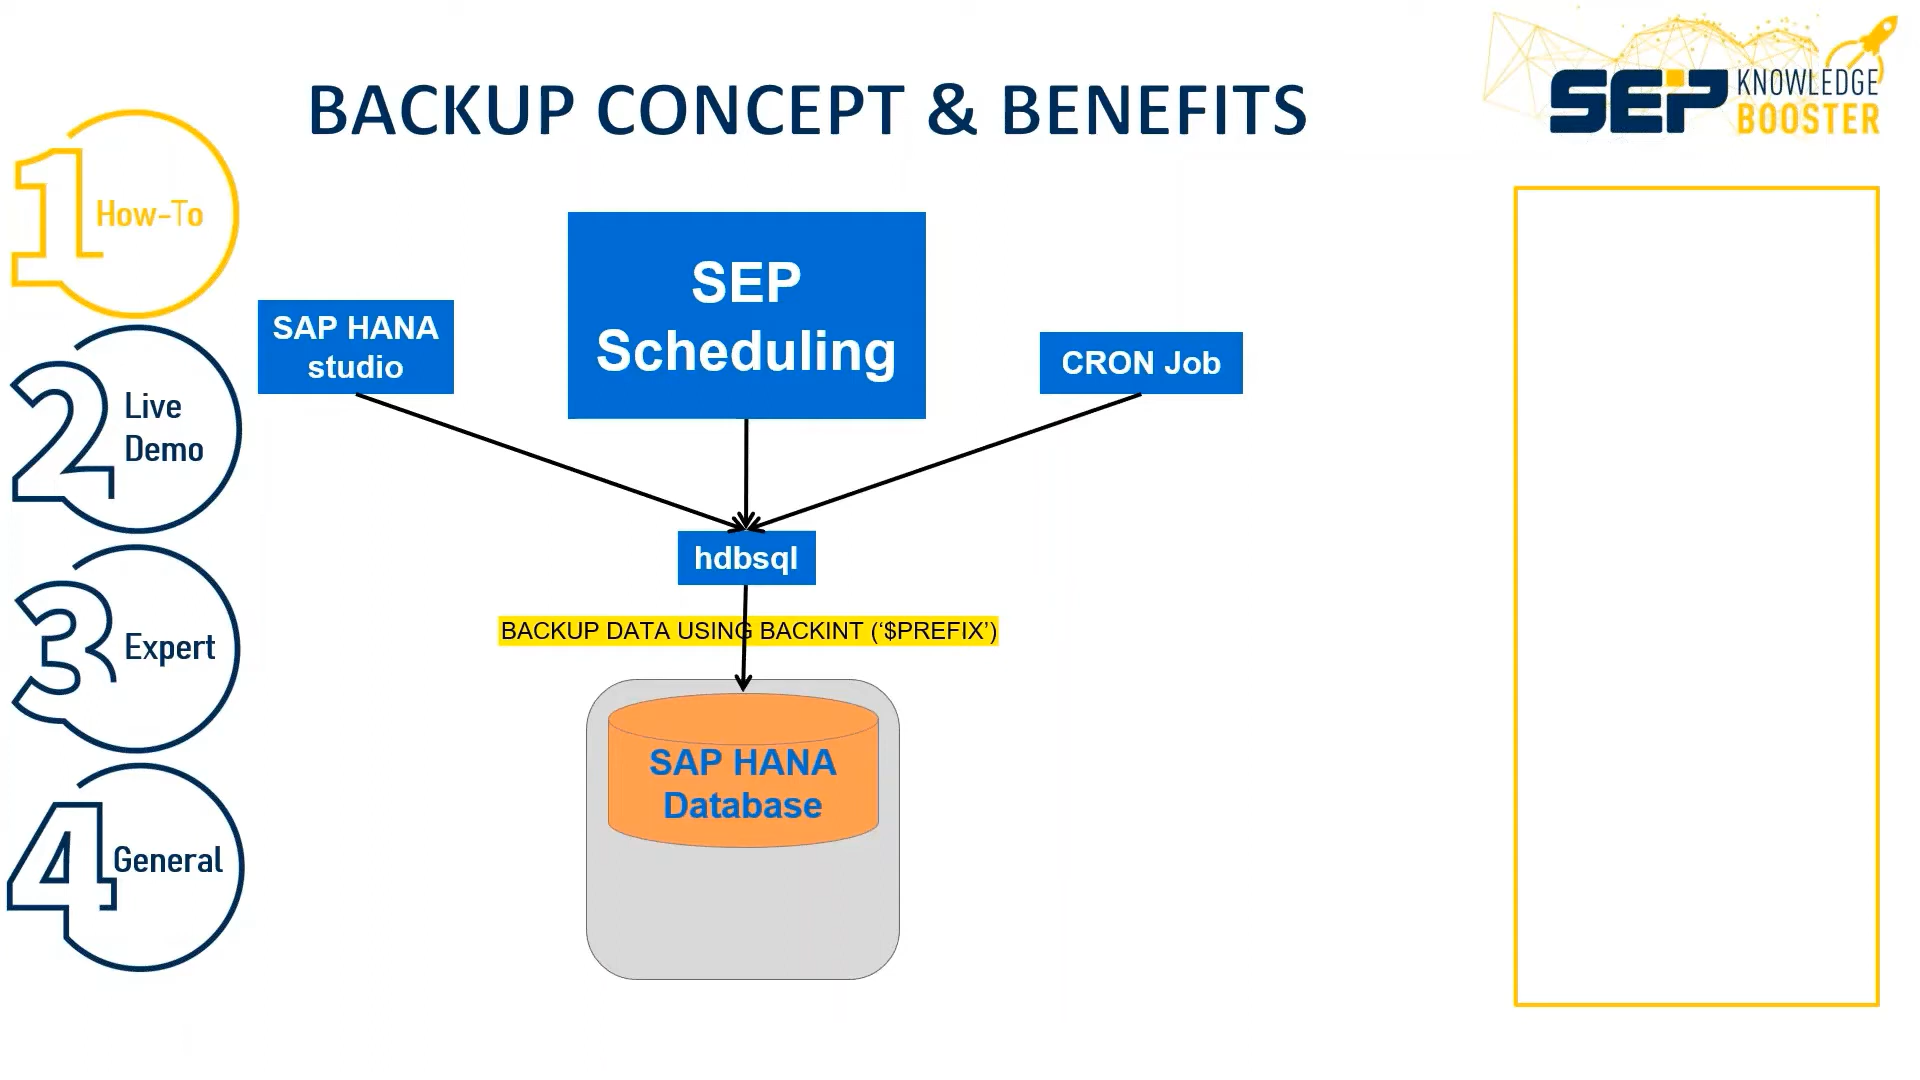 BACKUP CONCEPT & BENEFITS
SEP
KNOWLEDGE
BOOSTER
1
How-To
2
Live
Demo
3
Expert
4
General
SAP HANA
studio
SEP
Scheduling
CRON Job
hdbsql
BACKUP DATA USING BACKINT (‘$PREFIX’)
SAP HANA
Database